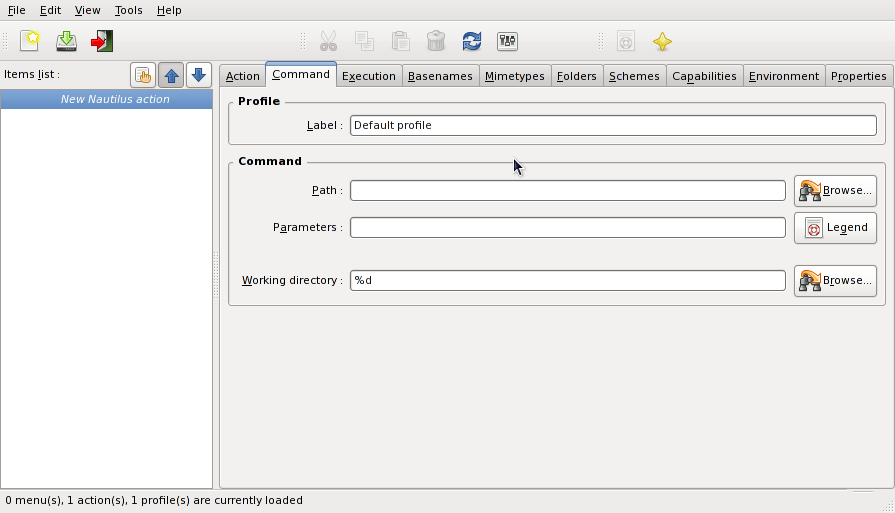 File Edit View Tools Help
Items list :
Action Command Execution Basenames Mimetypes Folders Schemes Capabilities Environment Properties
New Nautilus action
Profile
Label : Default profile
Command
Path : Browse...
Parameters : Legend
Working directory : %d Browse...
0 menu(s), 1 action(s), 1 profile(s) are currently loaded